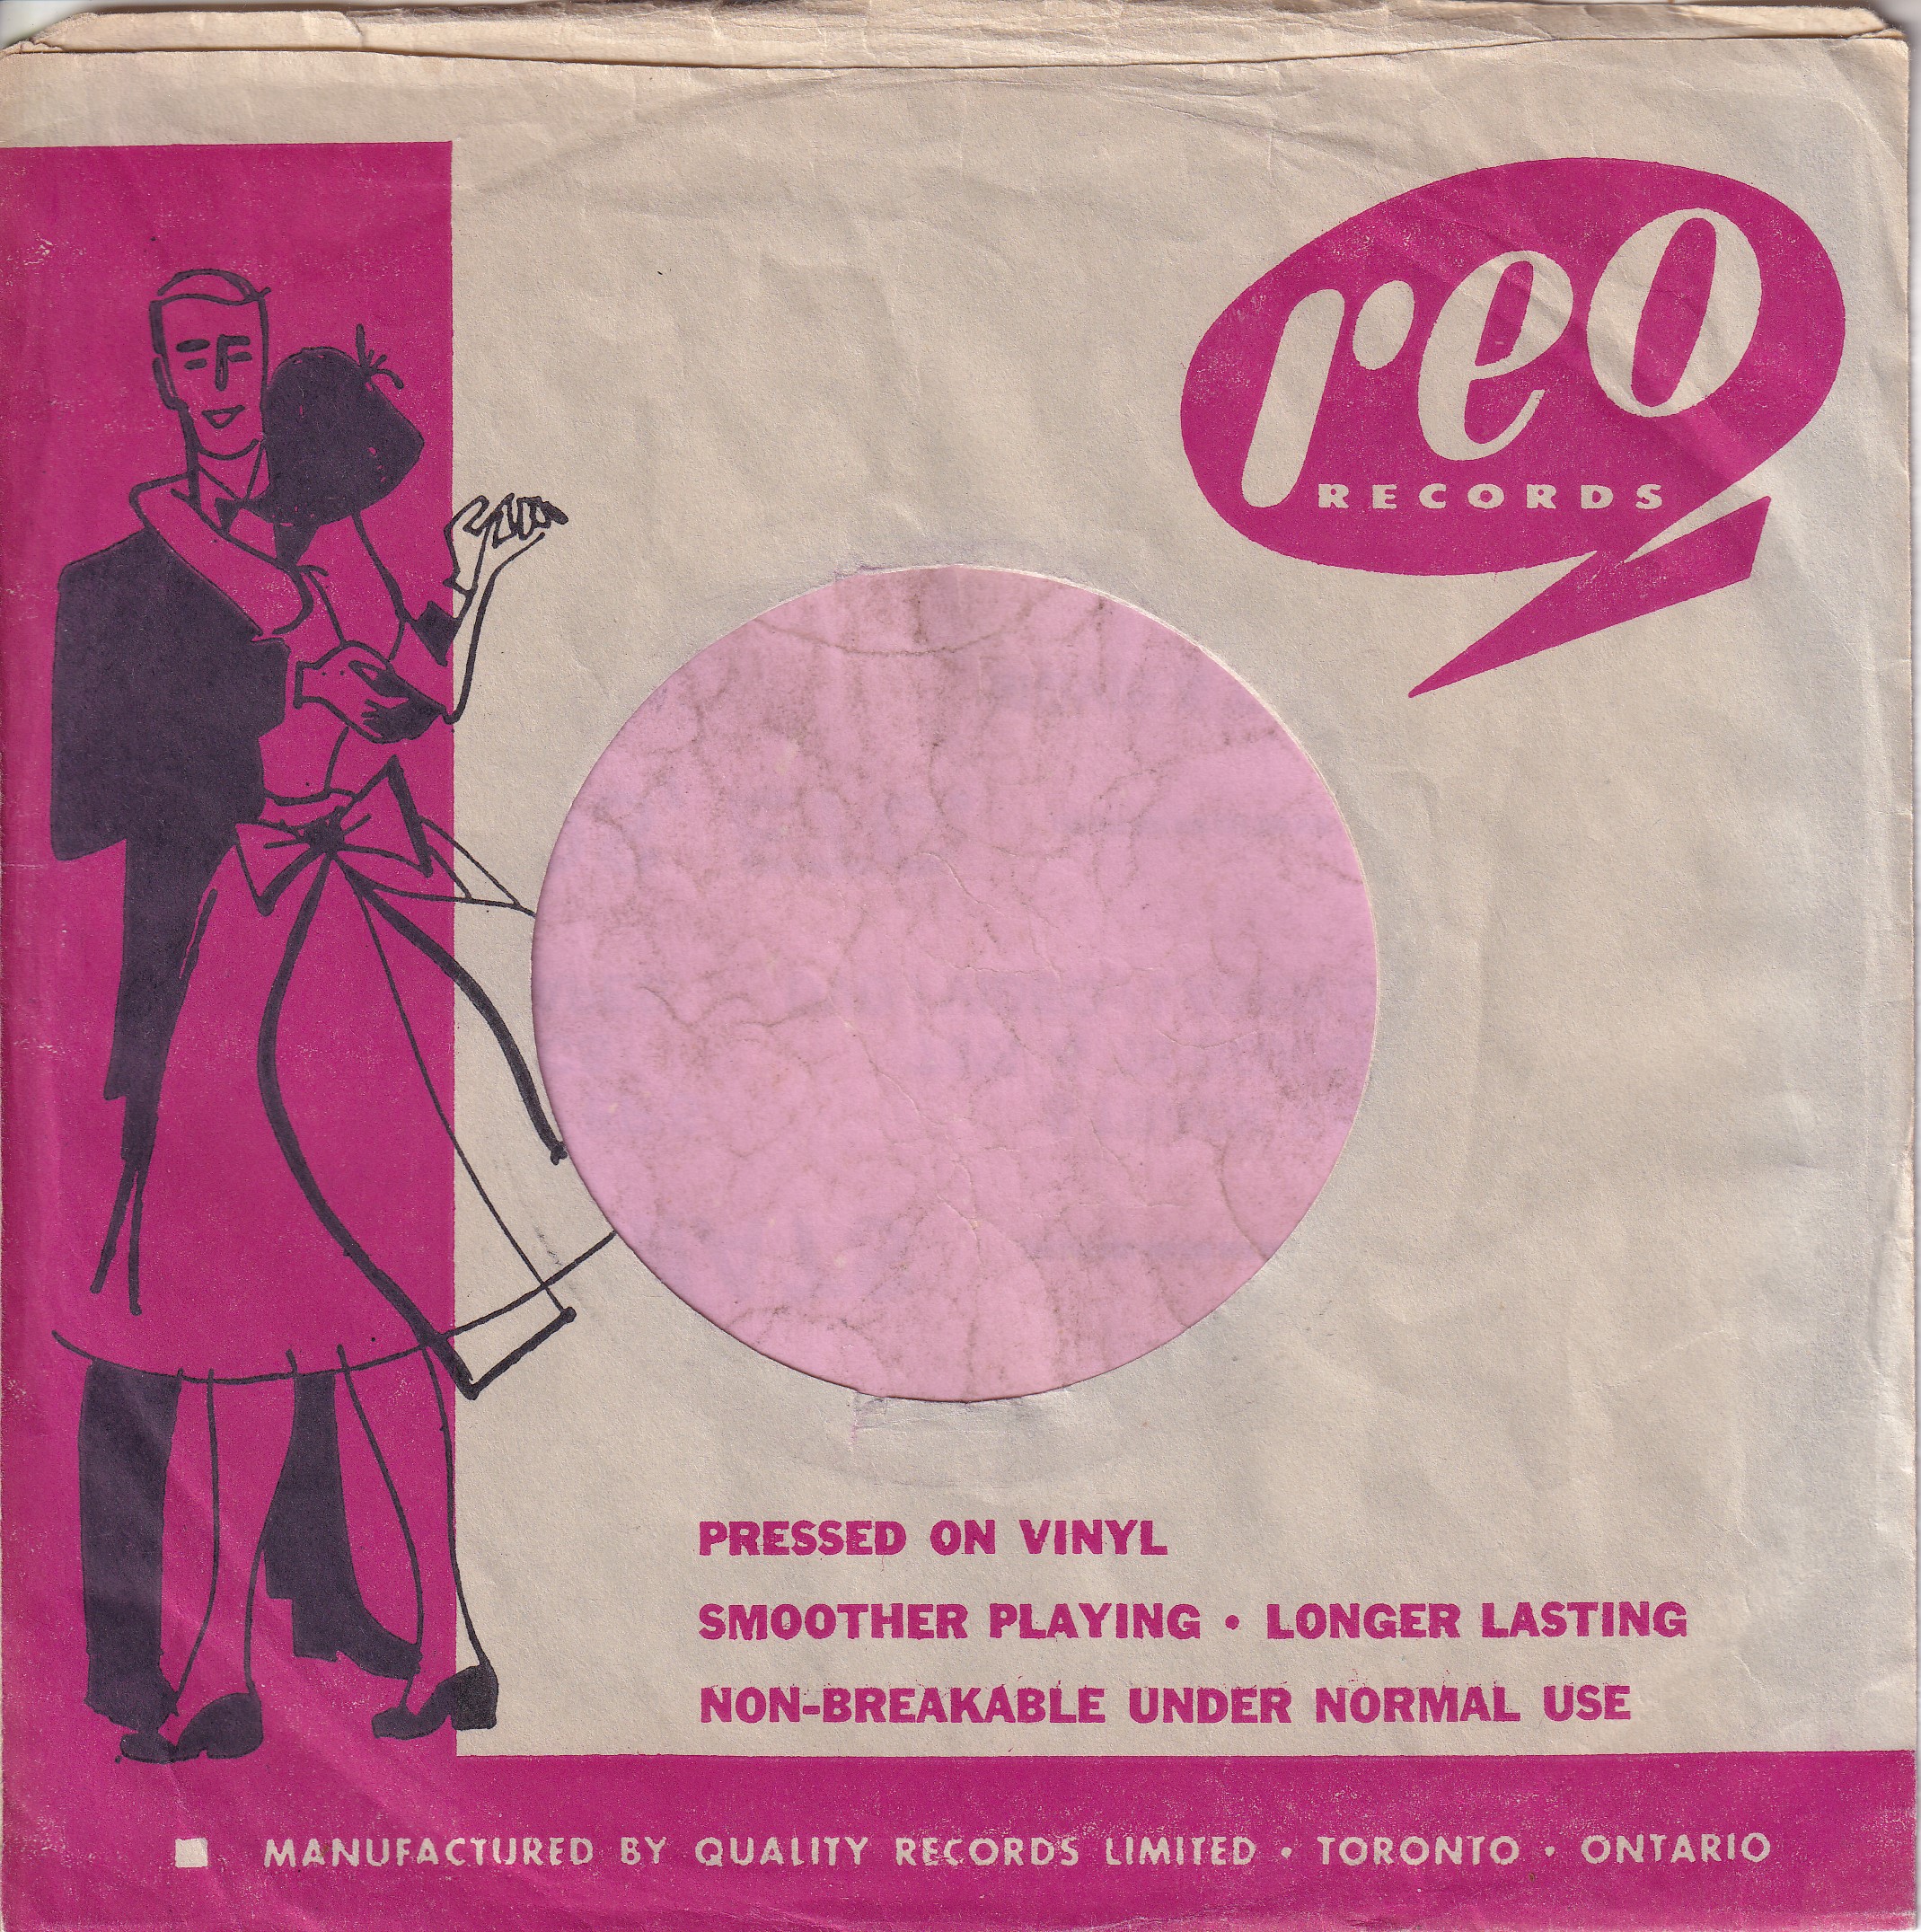 reo
RECORDS
PRESSED ON VINYL
SMOOTHER PLAYING • LONGER LASTING
NON-BREAKABLE UNDER NORMAL USE
MANUFACTURED BY QUALITY RECORDS LIMITED • TORONTO • ONTARIO